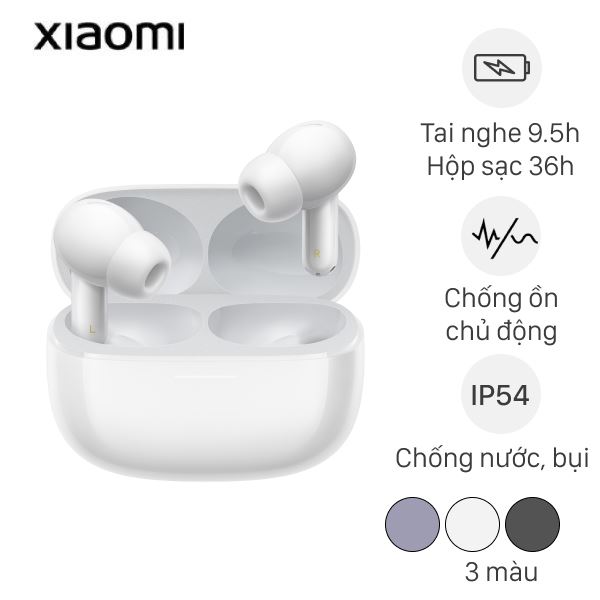 xiaomi
Tai nghe 9.5h
Hộp sạc 36h
Chống ồn
chủ động
IP54
Chống nước, bụi
3 màu
L
R